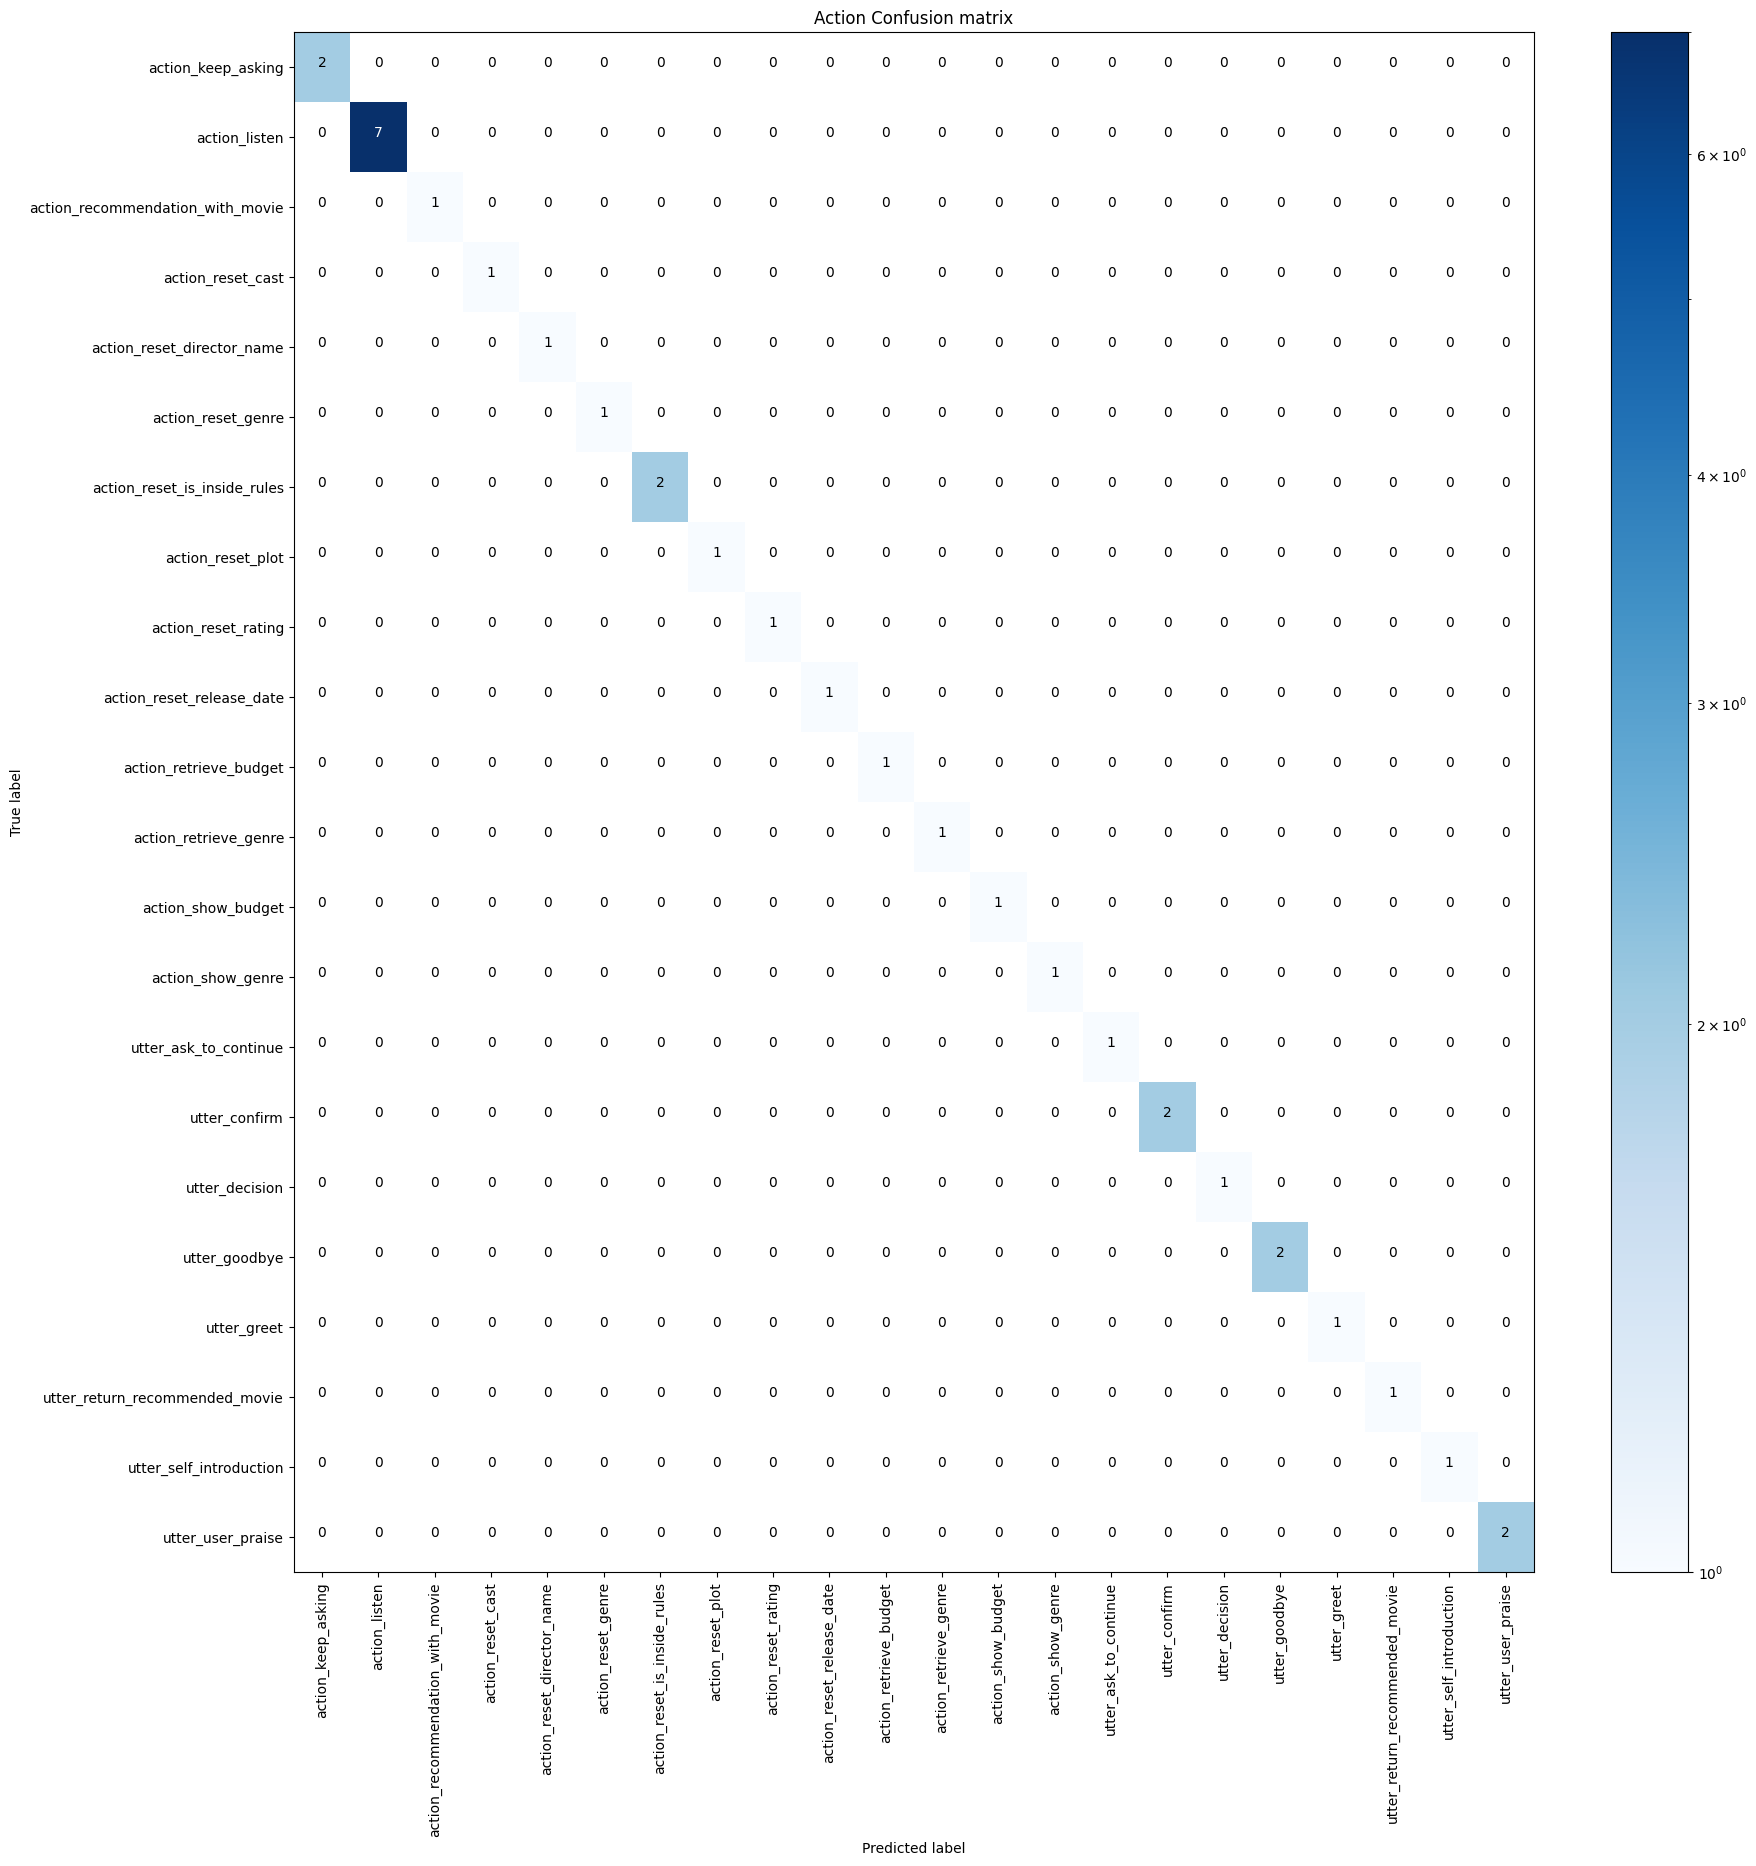 Action Confusion matrix
True label
action_keep_asking 2 0 0 0 0 0 0 0 0 0 0 0 0 0 0 0 0 0 0 0 0 0
action_listen 0 7 0 0 0 0 0 0 0 0 0 0 0 0 0 0 0 0 0 0 0 0
action_recommendation_with_movie 0 0 1 0 0 0 0 0 0 0 0 0 0 0 0 0 0 0 0 0 0 0
action_reset_cast 0 0 0 1 0 0 0 0 0 0 0 0 0 0 0 0 0 0 0 0 0 0
action_reset_director_name 0 0 0 0 1 0 0 0 0 0 0 0 0 0 0 0 0 0 0 0 0 0
action_reset_genre 0 0 0 0 0 1 0 0 0 0 0 0 0 0 0 0 0 0 0 0 0 0
action_reset_is_inside_rules 0 0 0 0 0 0 2 0 0 0 0 0 0 0 0 0 0 0 0 0 0 0
action_reset_plot 0 0 0 0 0 0 0 1 0 0 0 0 0 0 0 0 0 0 0 0 0 0
action_reset_rating 0 0 0 0 0 0 0 0 1 0 0 0 0 0 0 0 0 0 0 0 0 0
action_reset_release_date 0 0 0 0 0 0 0 0 0 1 0 0 0 0 0 0 0 0 0 0 0 0
action_retrieve_budget 0 0 0 0 0 0 0 0 0 0 1 0 0 0 0 0 0 0 0 0 0 0
action_retrieve_genre 0 0 0 0 0 0 0 0 0 0 0 1 0 0 0 0 0 0 0 0 0 0
action_show_budget 0 0 0 0 0 0 0 0 0 0 0 0 1 0 0 0 0 0 0 0 0 0
action_show_genre 0 0 0 0 0 0 0 0 0 0 0 0 0 1 0 0 0 0 0 0 0 0
utter_ask_to_continue 0 0 0 0 0 0 0 0 0 0 0 0 0 0 1 0 0 0 0 0 0 0
utter_confirm 0 0 0 0 0 0 0 0 0 0 0 0 0 0 0 2 0 0 0 0 0 0
utter_decision 0 0 0 0 0 0 0 0 0 0 0 0 0 0 0 0 1 0 0 0 0 0
utter_goodbye 0 0 0 0 0 0 0 0 0 0 0 0 0 0 0 0 0 2 0 0 0 0
utter_greet 0 0 0 0 0 0 0 0 0 0 0 0 0 0 0 0 0 0 1 0 0 0
utter_return_recommended_movie 0 0 0 0 0 0 0 0 0 0 0 0 0 0 0 0 0 0 0 1 0 0
utter_self_introduction 0 0 0 0 0 0 0 0 0 0 0 0 0 0 0 0 0 0 0 0 1 0
utter_user_praise 0 0 0 0 0 0 0 0 0 0 0 0 0 0 0 0 0 0 0 0 0 2
action_keep_asking
action_listen
action_recommendation_with_movie
action_reset_cast
action_reset_director_name
action_reset_genre
action_reset_is_inside_rules
action_reset_plot
action_reset_rating
action_reset_release_date
action_retrieve_budget
action_retrieve_genre
action_show_budget
action_show_genre
utter_ask_to_continue
utter_confirm
utter_decision
utter_goodbye
utter_greet
utter_return_recommended_movie
utter_self_introduction
utter_user_praise
Predicted label
6 × 10⁰
4 × 10⁰
3 × 10⁰
2 × 10⁰
10⁰